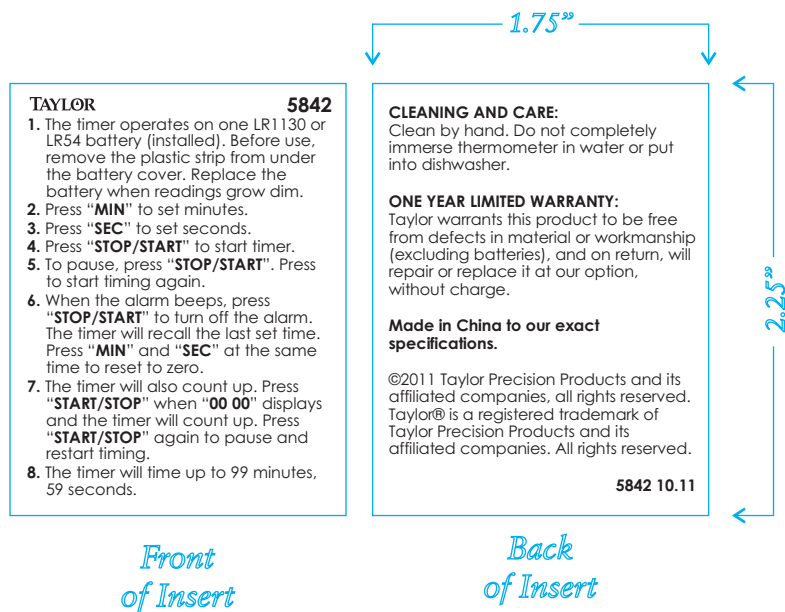 1.75”
TAYLOR 5842
1. The timer operates on one LR1130 or
LR54 battery (installed). Before use,
remove the plastic strip from under
the battery cover. Replace the
battery when readings grow dim.
2. Press “MIN” to set minutes.
3. Press “SEC” to set seconds.
4. Press “STOP/START” to start timer.
5. To pause, press “STOP/START”. Press
to start timing again.
6. When the alarm beeps, press
“STOP/START” to turn off the alarm.
The timer will recall the last set time.
Press “MIN” and “SEC” at the same
time to reset to zero.
7. The timer will also count up. Press
“START/STOP” when “00 00” displays
and the timer will count up. Press
“START/STOP” again to pause and
restart timing.
8. The timer will time up to 99 minutes,
59 seconds.
Front
of Insert
CLEANING AND CARE:
Clean by hand. Do not completely
immerse thermometer in water or put
into dishwasher.
ONE YEAR LIMITED WARRANTY:
Taylor warrants this product to be free
from defects in material or workmanship
(excluding batteries), and on return, will
repair or replace it at our option,
without charge.
Made in China to our exact
specifications.
©2011 Taylor Precision Products and its
affiliated companies, all rights reserved.
Taylor® is a registered trademark of
Taylor Precision Products and its
affiliated companies. All rights reserved.
5842 10.11
Back
of Insert
2.25”